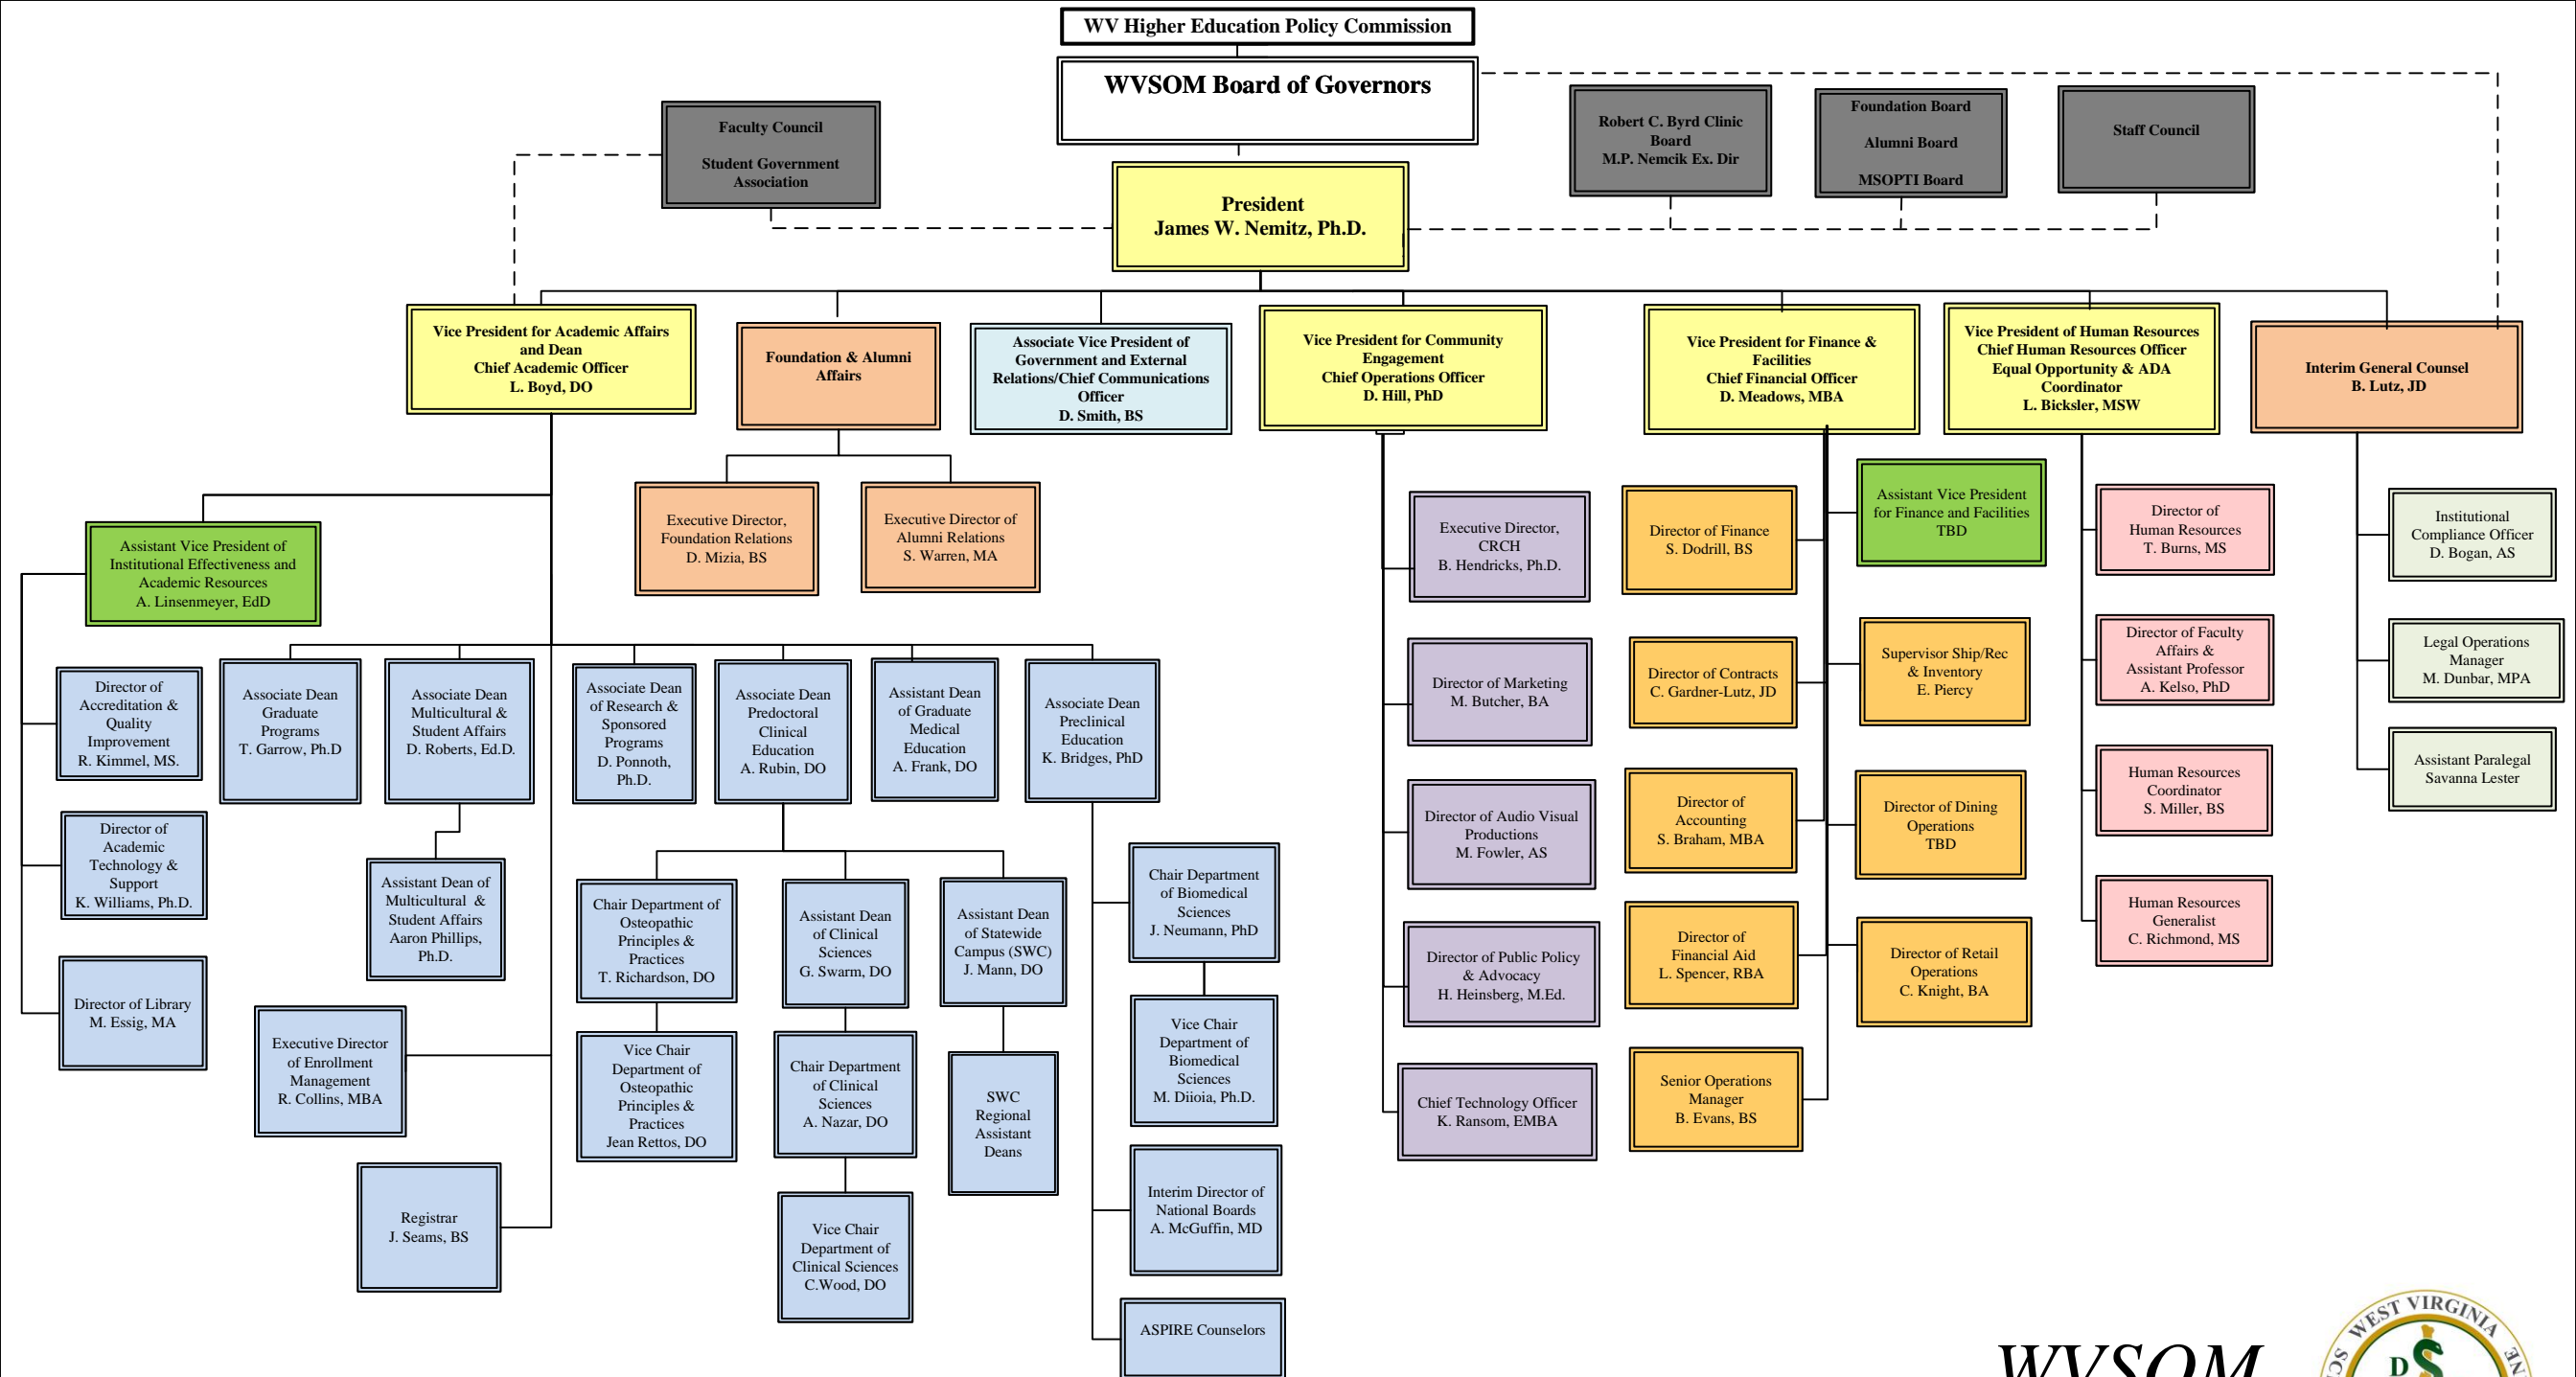 WV Higher Education Policy Commission
WVSOM Board of Governors
Faculty Council
Student Government
Association
Robert C. Byrd Clinic
Board
M.P. Nemcik Ex. Dir
Foundation Board
Alumni Board
MSOPTI Board
Staff Council
President
James W. Nemitz, Ph.D.
Vice President for Academic Affairs
and Dean
Chief Academic Officer
L. Boyd, DO
Foundation & Alumni
Affairs
Associate Vice President of
Government and External
Relations/Chief Communications
Officer
D. Smith, BS
Vice President for Community
Engagement
Chief Operations Officer
D. Hill, PhD
Vice President for Finance &
Facilities
Chief Financial Officer
D. Meadows, MBA
Vice President of Human Resources
Chief Human Resources Officer
Equal Opportunity & ADA
Coordinator
L. Bicksler, MSW
Interim General Counsel
B. Lutz, JD
Assistant Vice President of
Institutional Effectiveness and
Academic Resources
A. Linsenmeyer, EdD
Executive Director,
Foundation Relations
D. Mizia, BS
Executive Director of
Alumni Relations
S. Warren, MA
Executive Director,
CRCH
B. Hendricks, Ph.D.
Director of Finance
S. Dodrill, BS
Assistant Vice President
for Finance and Facilities
TBD
Director of
Human Resources
T. Burns, MS
Institutional
Compliance Officer
D. Bogan, AS
Director of
Accreditation &
Quality
Improvement
R. Kimmel, MS.
Associate Dean
Graduate
Programs
T. Garrow, Ph.D
Associate Dean
Multicultural &
Student Affairs
D. Roberts, Ed.D.
Associate Dean
of Research &
Sponsored
Programs
D. Ponnoth,
Ph.D.
Associate Dean
Predoctoral
Clinical
Education
A. Rubin, DO
Assistant Dean
of Graduate
Medical
Education
A. Frank, DO
Associate Dean
Preclinical
Education
K. Bridges, PhD
Director of Marketing
M. Butcher, BA
Director of Contracts
C. Gardner-Lutz, JD
Supervisor Ship/Rec
& Inventory
E. Piercy
Director of Faculty
Affairs &
Assistant Professor
A. Kelso, PhD
Legal Operations
Manager
M. Dunbar, MPA
Director of
Academic
Technology &
Support
K. Williams, Ph.D.
Assistant Dean of
Multicultural &
Student Affairs
Aaron Phillips,
Ph.D.
Chair Department of
Osteopathic
Principles &
Practices
T. Richardson, DO
Assistant Dean
of Clinical
Sciences
G. Swarm, DO
Assistant Dean
of Statewide
Campus (SWC)
J. Mann, DO
Chair Department
of Biomedical
Sciences
J. Neumann, PhD
Director of Audio Visual
Productions
M. Fowler, AS
Director of
Accounting
S. Braham, MBA
Director of Dining
Operations
TBD
Human Resources
Coordinator
S. Miller, BS
Assistant Paralegal
Savanna Lester
Director of Library
M. Essig, MA
Executive Director
of Enrollment
Management
R. Collins, MBA
Vice Chair
Department of
Osteopathic
Principles &
Practices
Jean Rettos, DO
Chair Department
of Clinical
Sciences
A. Nazar, DO
SWC
Regional
Assistant
Deans
Vice Chair
Department of
Biomedical
Sciences
M. Diioia, Ph.D.
Director of Public Policy
& Advocacy
H. Heinsberg, M.Ed.
Director of
Financial Aid
L. Spencer, RBA
Director of Retail
Operations
C. Knight, BA
Human Resources
Generalist
C. Richmond, MS
Registrar
J. Seams, BS
Vice Chair
Department of
Clinical Sciences
C.Wood, DO
Interim Director of
National Boards
A. McGuffin, MD
Chief Technology Officer
K. Ransom, EMBA
Senior Operations
Manager
B. Evans, BS
ASPIRE Counselors
WVSOM
WEST VIRGINIA
D